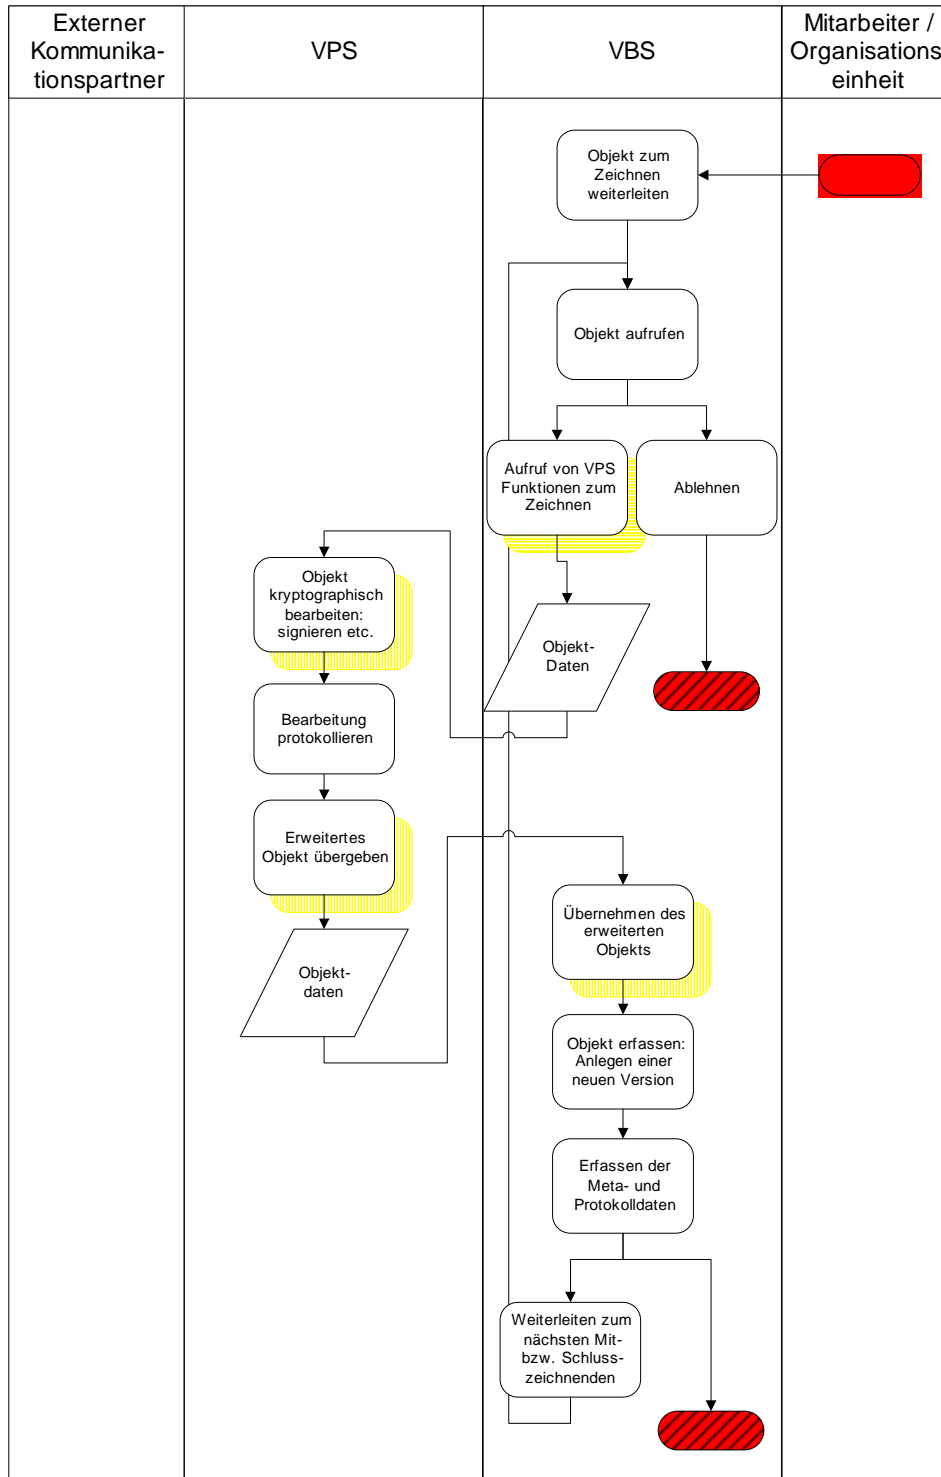 Externer
Kommunika-
tionspartner
VPS
VBS
Mitarbeiter /
Organisations
einheit
Objekt zum
Zeichnen
weiterleiten
Objekt aufrufen
Aufruf von VPS
Funktionen zum
Zeichnen
Ablehnen
Objekt
kryptographisch
bearbeiten:
signieren etc.
Objekt-
Daten
Bearbeitung
protokollieren
Erweitertes
Objekt übergeben
Übernehmen des
erweiterten
Objekts
Objekt-
daten
Objekt erfassen:
Anlegen einer
neuen Version
Erfassen der
Meta- und
Protokolldaten
Weiterleiten zum
nächsten Mit-
bzw. Schluss-
zeichnenden